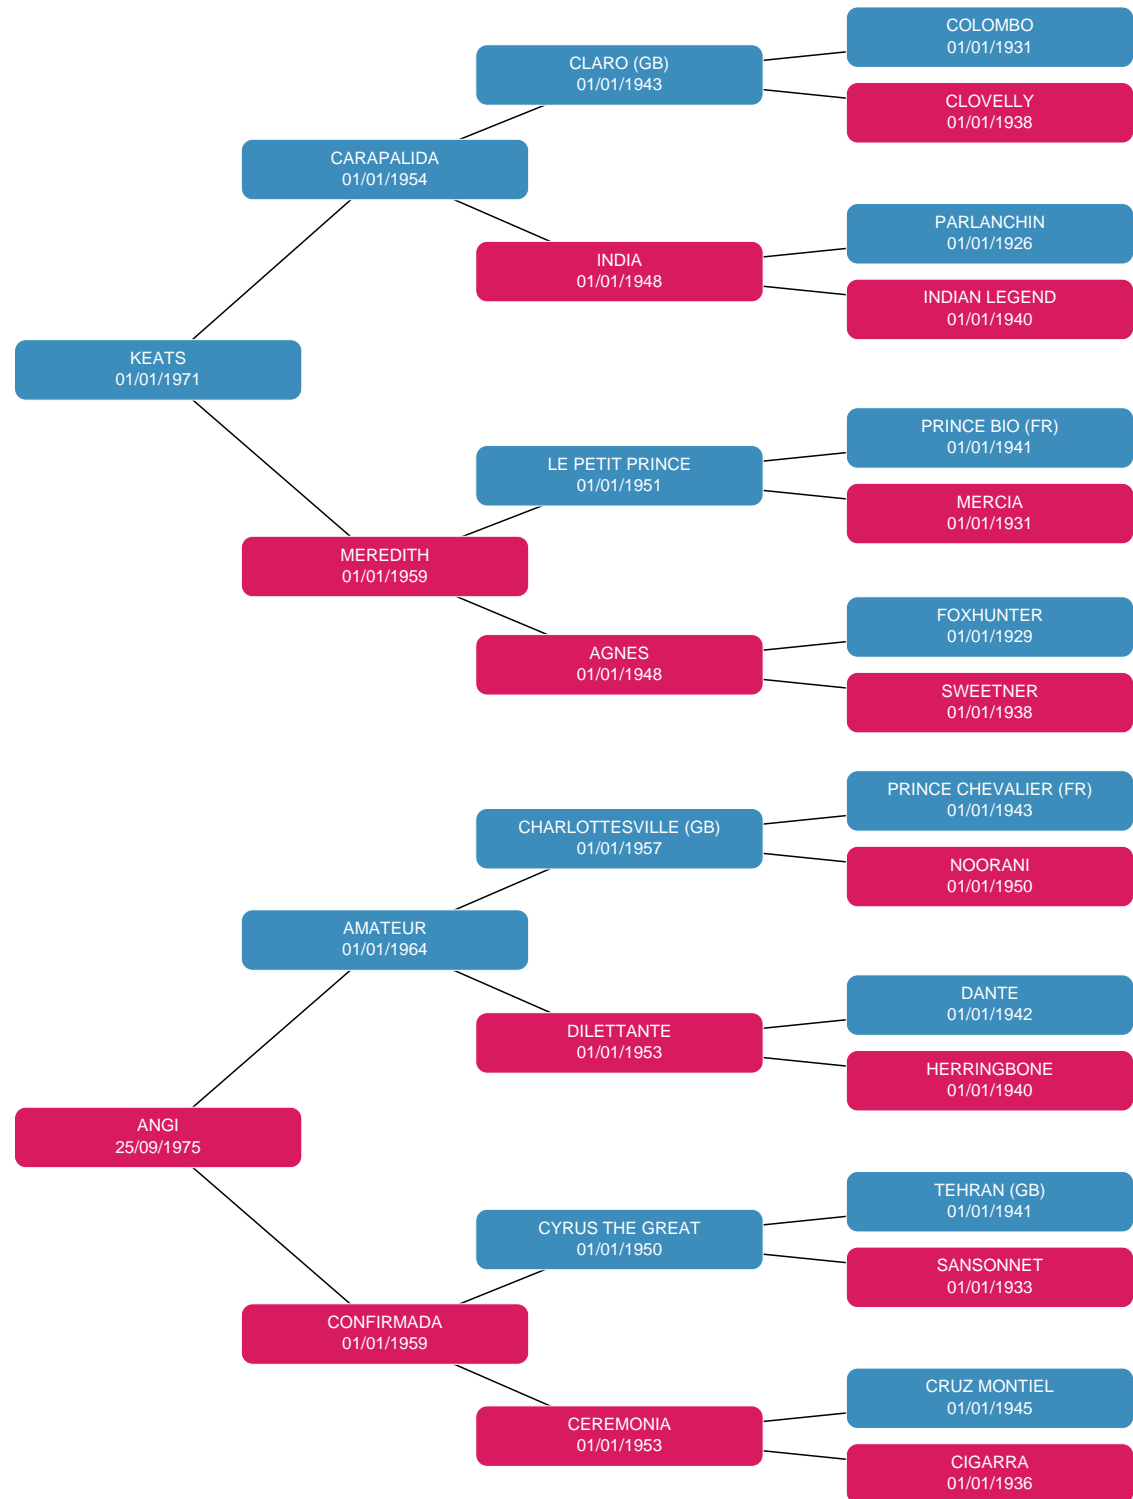 COLOMBO
01/01/1931
CLARO (GB)
01/01/1943
CLOVELLY
01/01/1938
CARAPALIDA
01/01/1954
PARLANCHIN
01/01/1926
INDIA
01/01/1948
INDIAN LEGEND
01/01/1940
KEATS
01/01/1971
PRINCE BIO (FR)
01/01/1941
LE PETIT PRINCE
01/01/1951
MERCIA
01/01/1931
MEREDITH
01/01/1959
FOXHUNTER
01/01/1929
AGNES
01/01/1948
SWEETNER
01/01/1938
PRINCE CHEVALIER (FR)
01/01/1943
CHARLOTTESVILLE (GB)
01/01/1957
NOORANI
01/01/1950
AMATEUR
01/01/1964
DANTE
01/01/1942
DILETTANTE
01/01/1953
HERRINGBONE
01/01/1940
ANGI
25/09/1975
TEHRAN (GB)
01/01/1941
CYRUS THE GREAT
01/01/1950
SANSONNET
01/01/1933
CONFIRMADA
01/01/1959
CRUZ MONTIEL
01/01/1945
CEREMONIA
01/01/1953
CIGARRA
01/01/1936